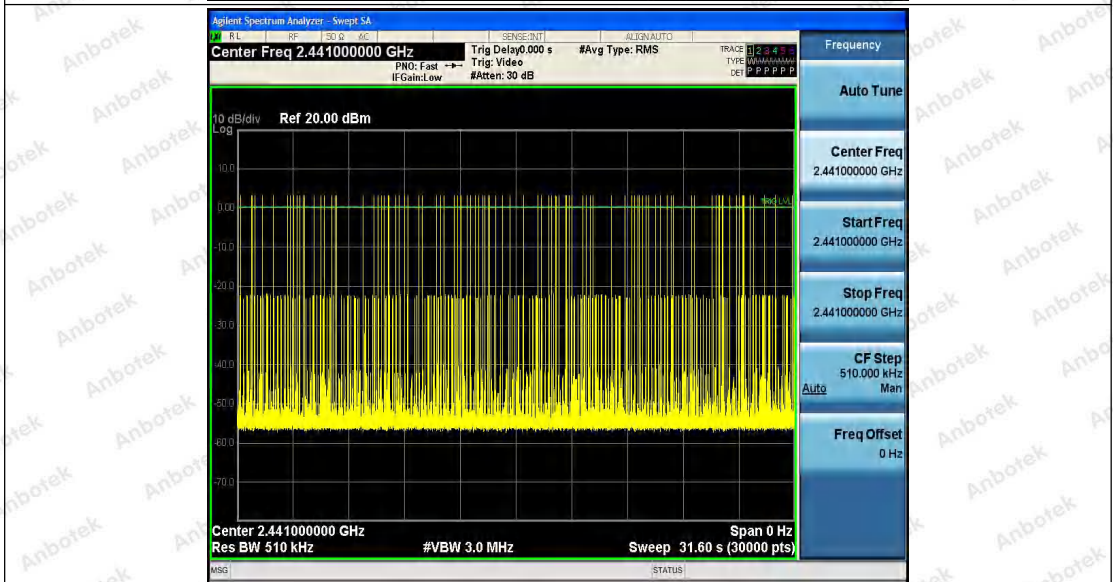 Agilent Spectrum Analyzer - Swept SA
RL RF 50 Ω AC SENSE:INT ALIGNAUTO
Center Freq 2.441000000 GHz
PNO: Fast
IFGain:Low
Trig Delay0.000 s
Trig: Video
#Atten: 30 dB
#Avg Type: RMS
TRACE 1 2 3 4 5 6
TYPE
DET P P P P P P
10 dB/div Ref 20.00 dBm
Log
10.0
0.00
TRIG LVL
-10.0
-20.0
-30.0
-40.0
-50.0
-60.0
-70.0
Center 2.441000000 GHz Span 0 Hz
Res BW 510 kHz #VBW 3.0 MHz Sweep 31.60 s (30000 pts)
MSG STATUS
Frequency
Auto Tune
Center Freq
2.441000000 GHz
Start Freq
2.441000000 GHz
Stop Freq
2.441000000 GHz
CF Step
510.000 kHz
Auto Man
Freq Offset
0 Hz
Anbotek